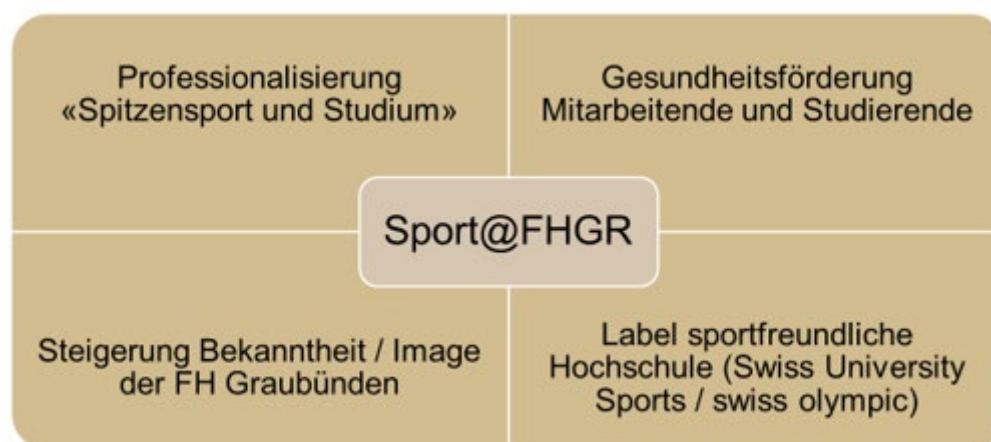 Professionalisierung
«Spitzensport und Studium»
Gesundheitsförderung
Mitarbeitende und Studierende
Sport@FHGR
Steigerung Bekanntheit / Image
der FH Graubünden
Label sportfreundliche
Hochschule (Swiss University
Sports / swiss olympic)